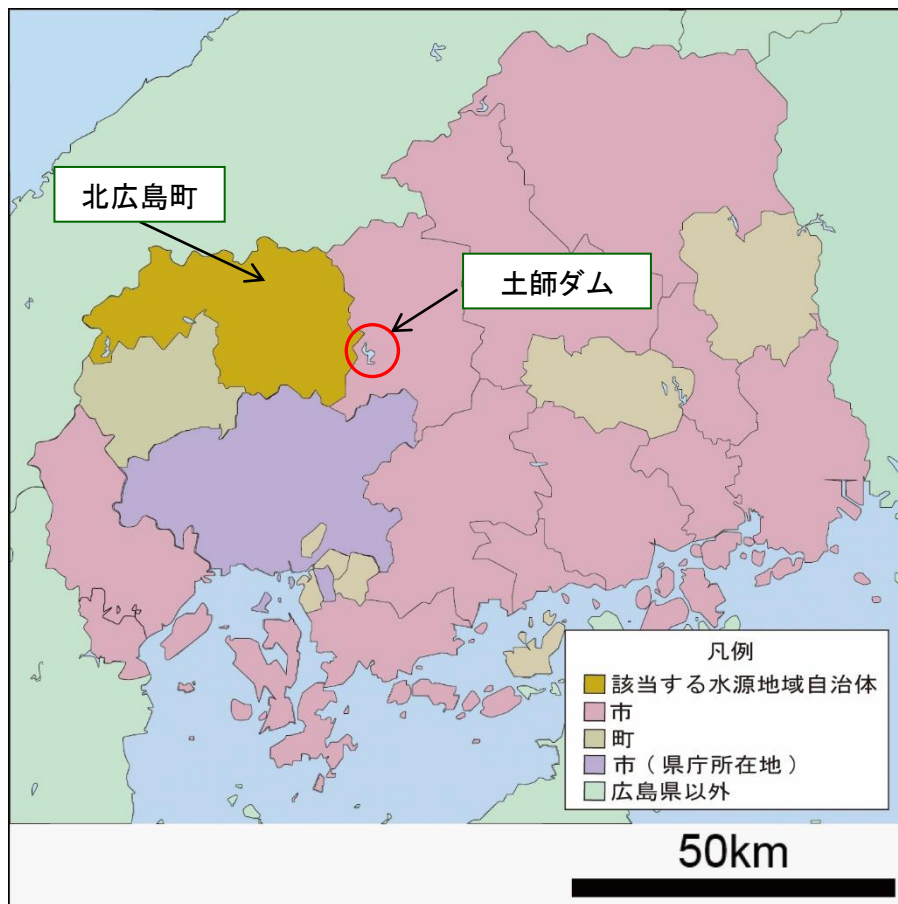 北広島町
土師ダム
凡例
該当する水源地域自治体
市
町
市(県庁所在地)
広島県以外
50km